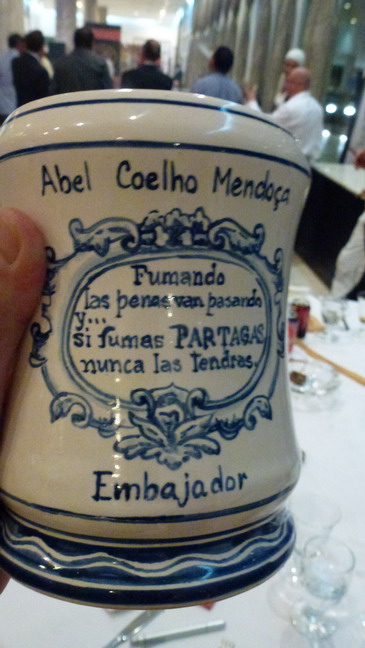 Abel Coelho Mendoça
Fumando
las penas van pasando
y...
si fumas PARTAGAS
nunca las tendras.
Embajador